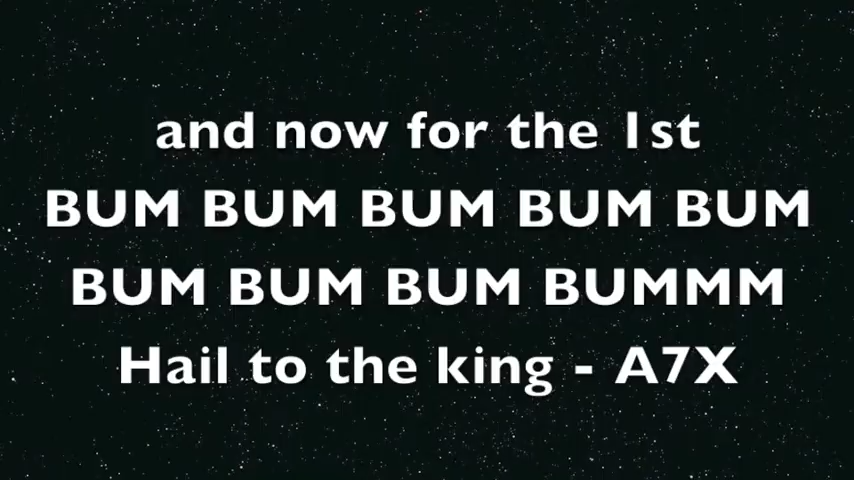 and now for the 1st
BUM BUM BUM BUM BUM
BUM BUM BUM BUMMM
Hail to the king - A7X